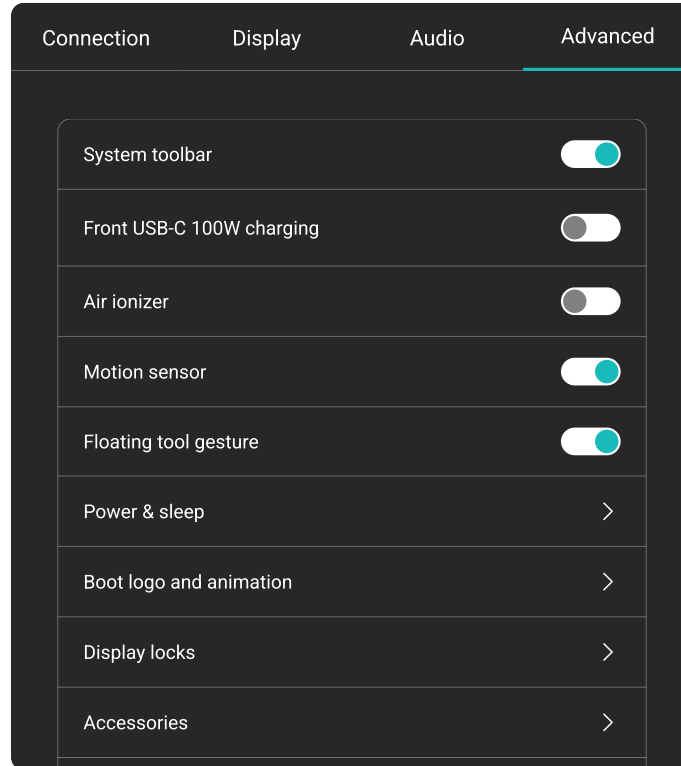 Connection Display Audio Advanced
System toolbar
Front USB-C 100W charging
Air ionizer
Motion sensor
Floating tool gesture
Power & sleep
Boot logo and animation
Display locks
Accessories